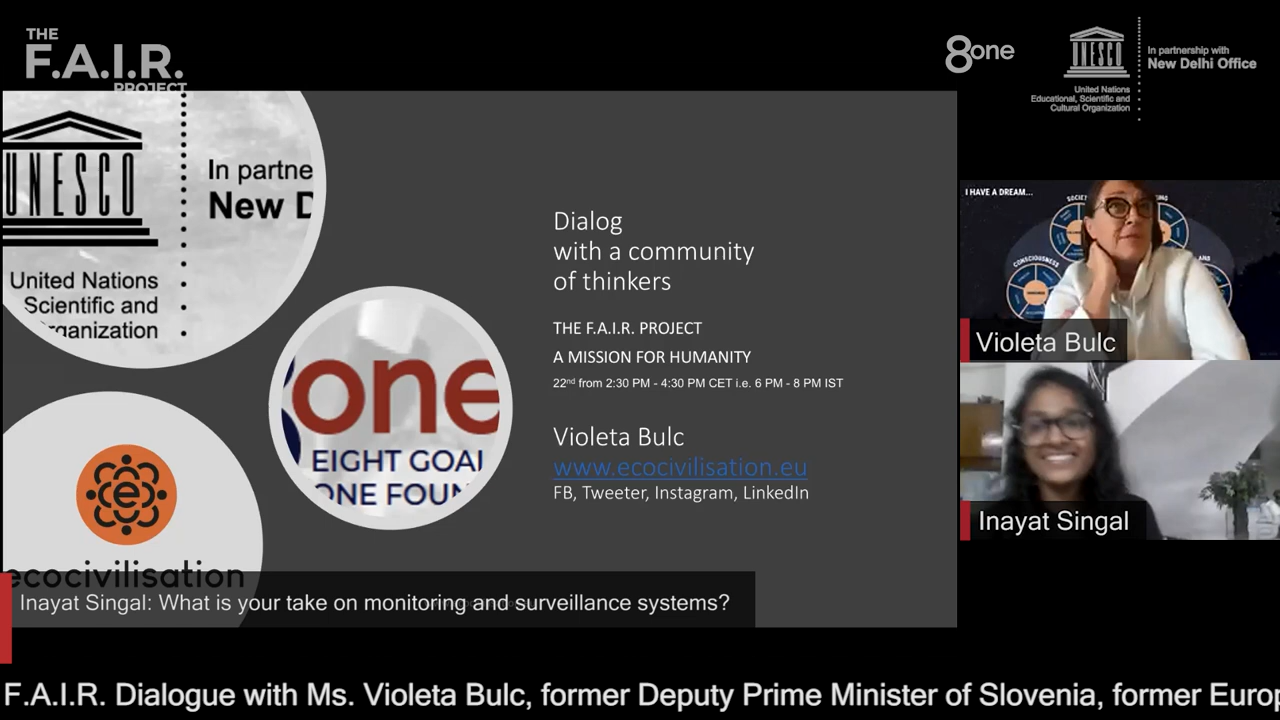 THE
F.A.I.R.
PROJECT
8one
UNESCO
United Nations
Educational, Scientific and
Cultural Organization
In partnership with
New Delhi Office
UNESCO
In partne
New D
United Nations
Scientific and
rganization
one
EIGHT GOAL
ONE FOUN
e
ecocivilisation
Dialog
with a community
of thinkers
THE F.A.I.R. PROJECT
A MISSION FOR HUMANITY
22nd from 2:30 PM - 4:30 PM CET i.e. 6 PM - 8 PM IST
Violeta Bulc
www.ecocivilisation.eu
FB, Tweeter, Instagram, LinkedIn
I HAVE A DREAM...
CONSCIOUSNESS
Violeta Bulc
Inayat Singal
Inayat Singal: What is your take on monitoring and surveillance systems?
F.A.I.R. Dialogue with Ms. Violeta Bulc, former Deputy Prime Minister of Slovenia, former Europ